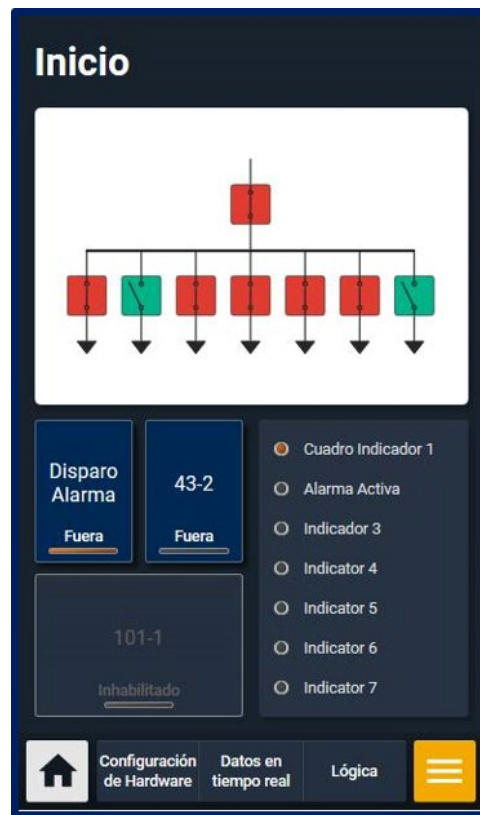 Inicio
Disparo
Alarma
Fuera
43-2
Fuera
101-1
Inhabilitado
Cuadro Indicador 1
Alarma Activa
Indicador 3
Indicator 4
Indicator 5
Indicator 6
Indicator 7
Configuración
de Hardware
Datos en
tiempo real
Lógica